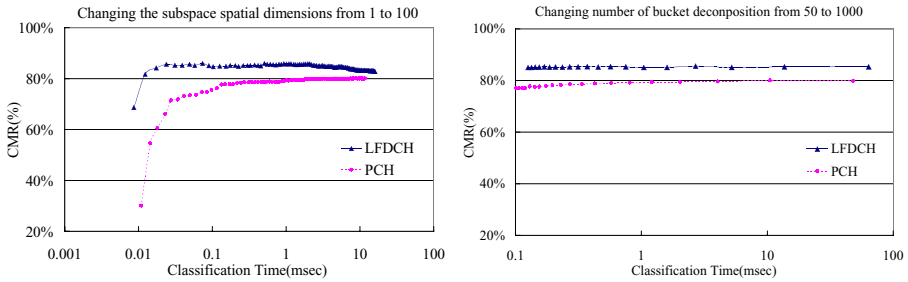 Changing the subspace spatial dimensions from 1 to 100
100%
80%
60%
40%
20%
CMR(%)
LFDCH
PCH
0.001
0.01
0.1
1
10
100
Classification Time(msec)
Changing number of bucket deconposition from 50 to 1000
100%
80%
60%
40%
20%
CMR(%)
LFDCH
PCH
0.1
1
10
100
Classification Time(msec)